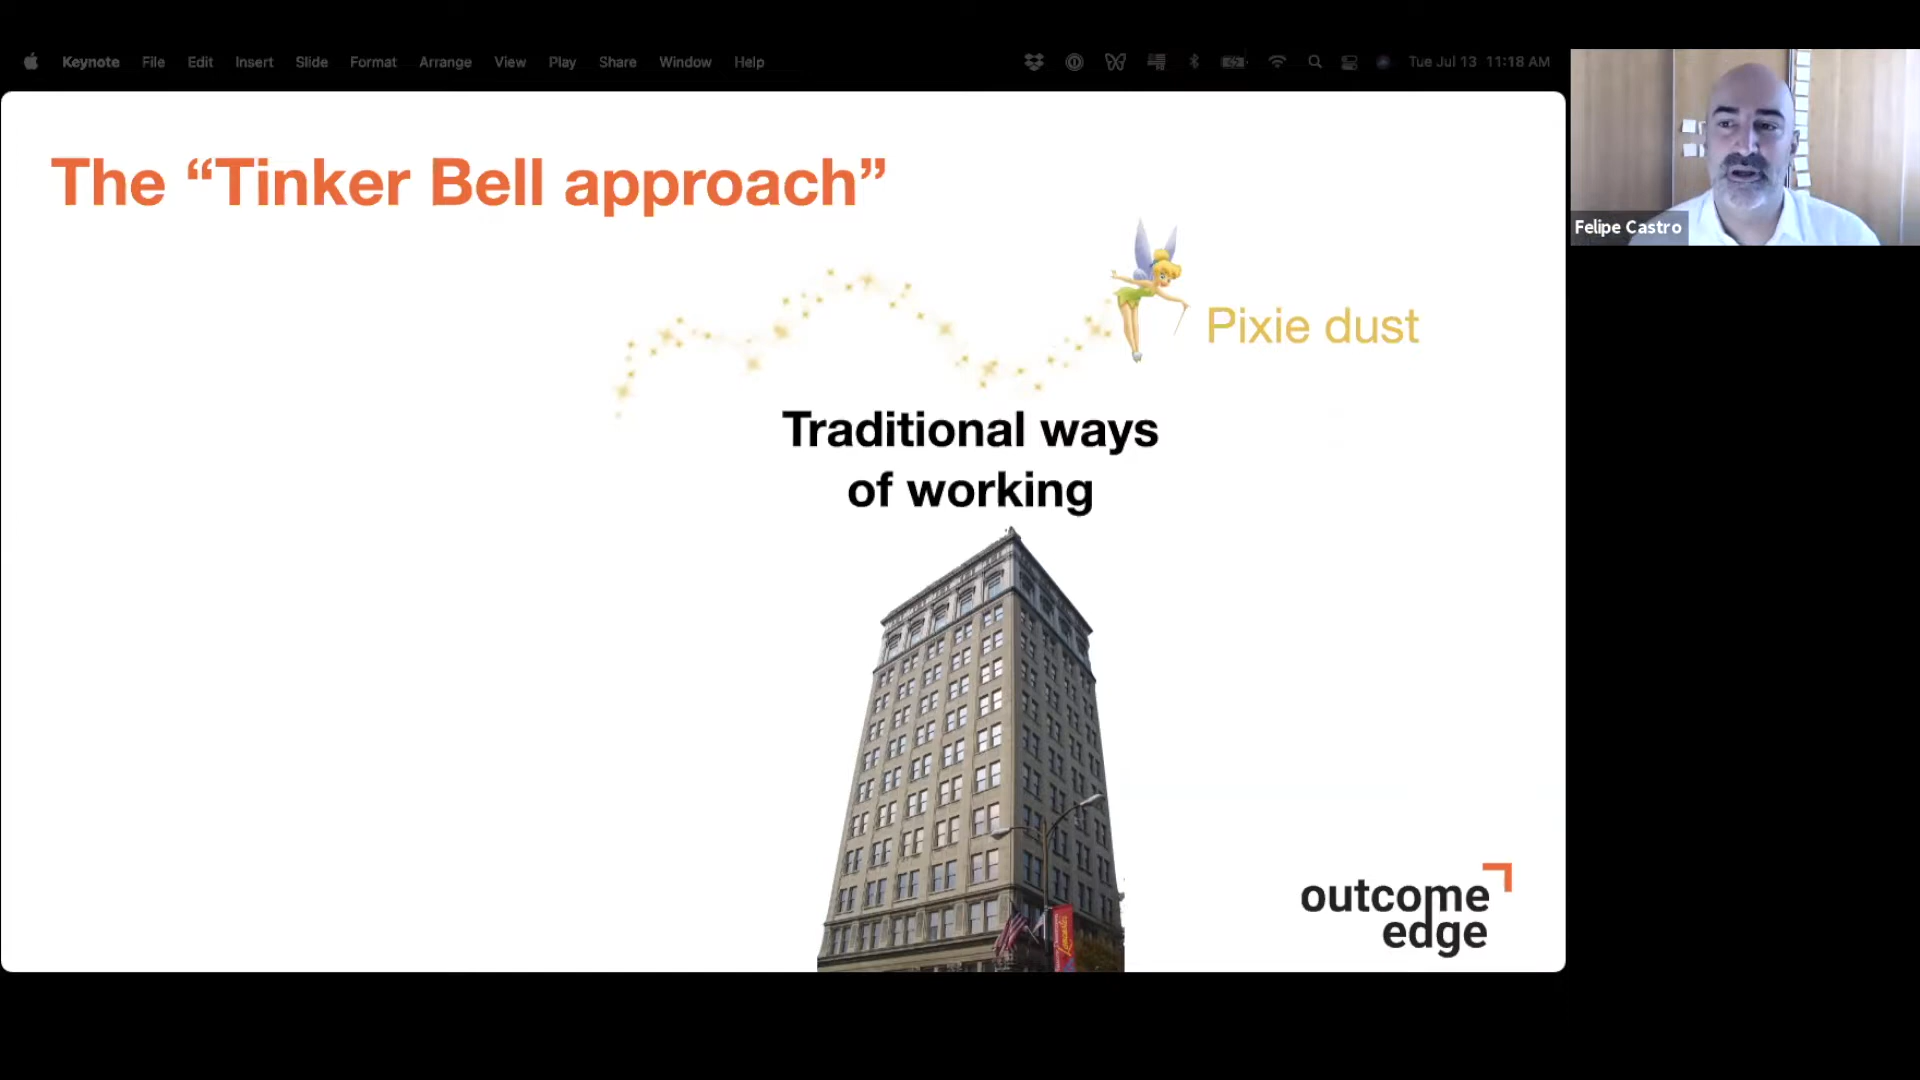 Keynote File Edit Insert Slide Format Arrange View Play Share Window Help Tue Jul 13 11:18 AM
Felipe Castro
The “Tinker Bell approach”
Pixie dust
Traditional ways
of working
outcome
edge